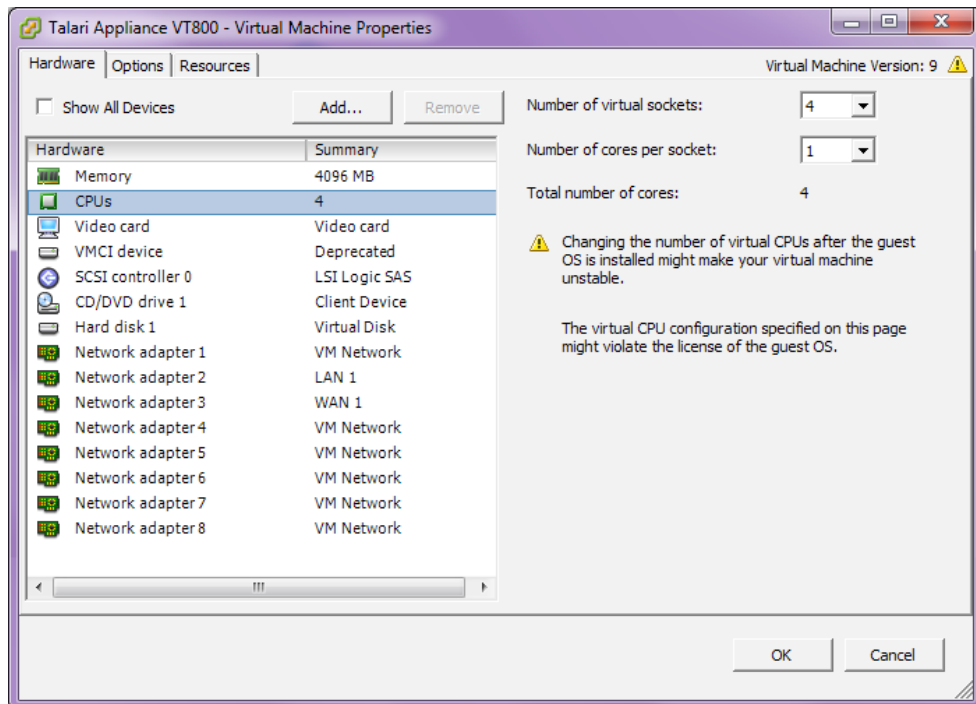 Talari Appliance VT800 - Virtual Machine Properties
Hardware Options Resources Virtual Machine Version: 9
Show All Devices Add... Remove
Hardware Summary
Memory 4096 MB
CPUs 4
Video card Video card
VMCI device Deprecated
SCSI controller 0 LSI Logic SAS
CD/DVD drive 1 Client Device
Hard disk 1 Virtual Disk
Network adapter 1 VM Network
Network adapter 2 LAN 1
Network adapter 3 WAN 1
Network adapter 4 VM Network
Network adapter 5 VM Network
Network adapter 6 VM Network
Network adapter 7 VM Network
Network adapter 8 VM Network
Number of virtual sockets: 4
Number of cores per socket: 1
Total number of cores: 4
Changing the number of virtual CPUs after the guest
OS is installed might make your virtual machine
unstable.
The virtual CPU configuration specified on this page
might violate the license of the guest OS.
OK Cancel